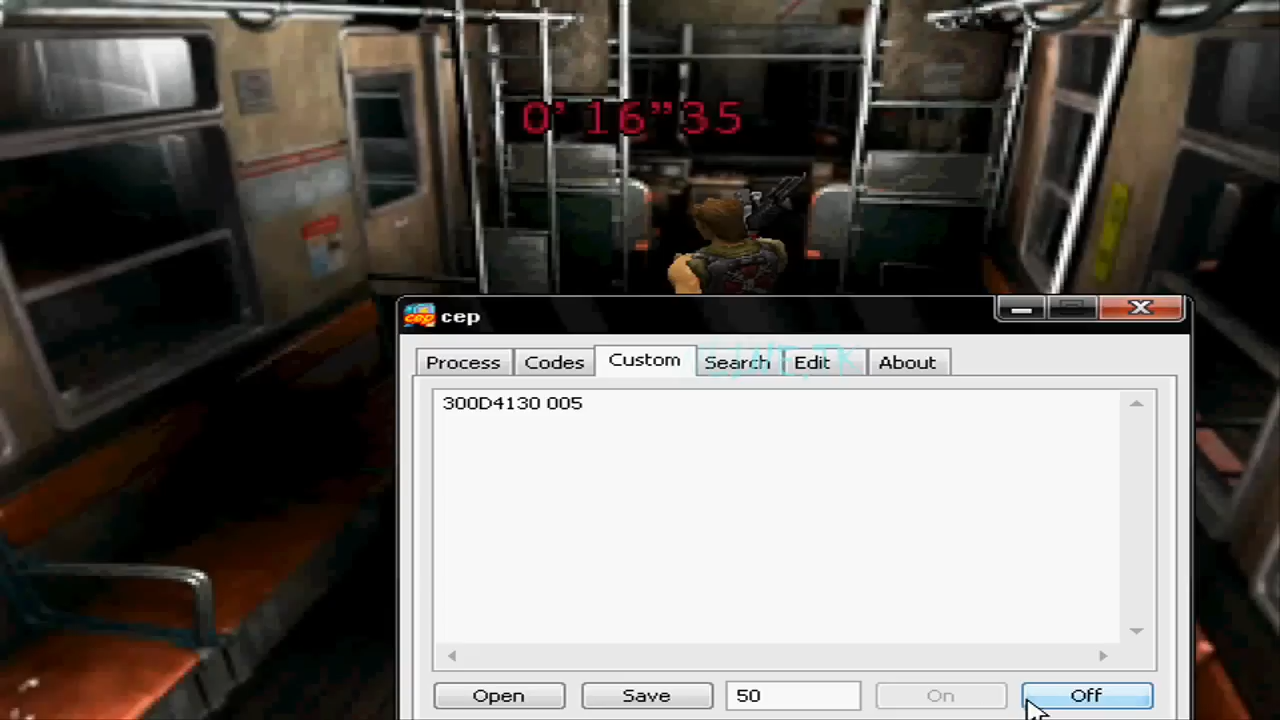 0' 16"35
cep
Process Codes Custom Search Edit About
300D4130 005
Open Save 50 On Off